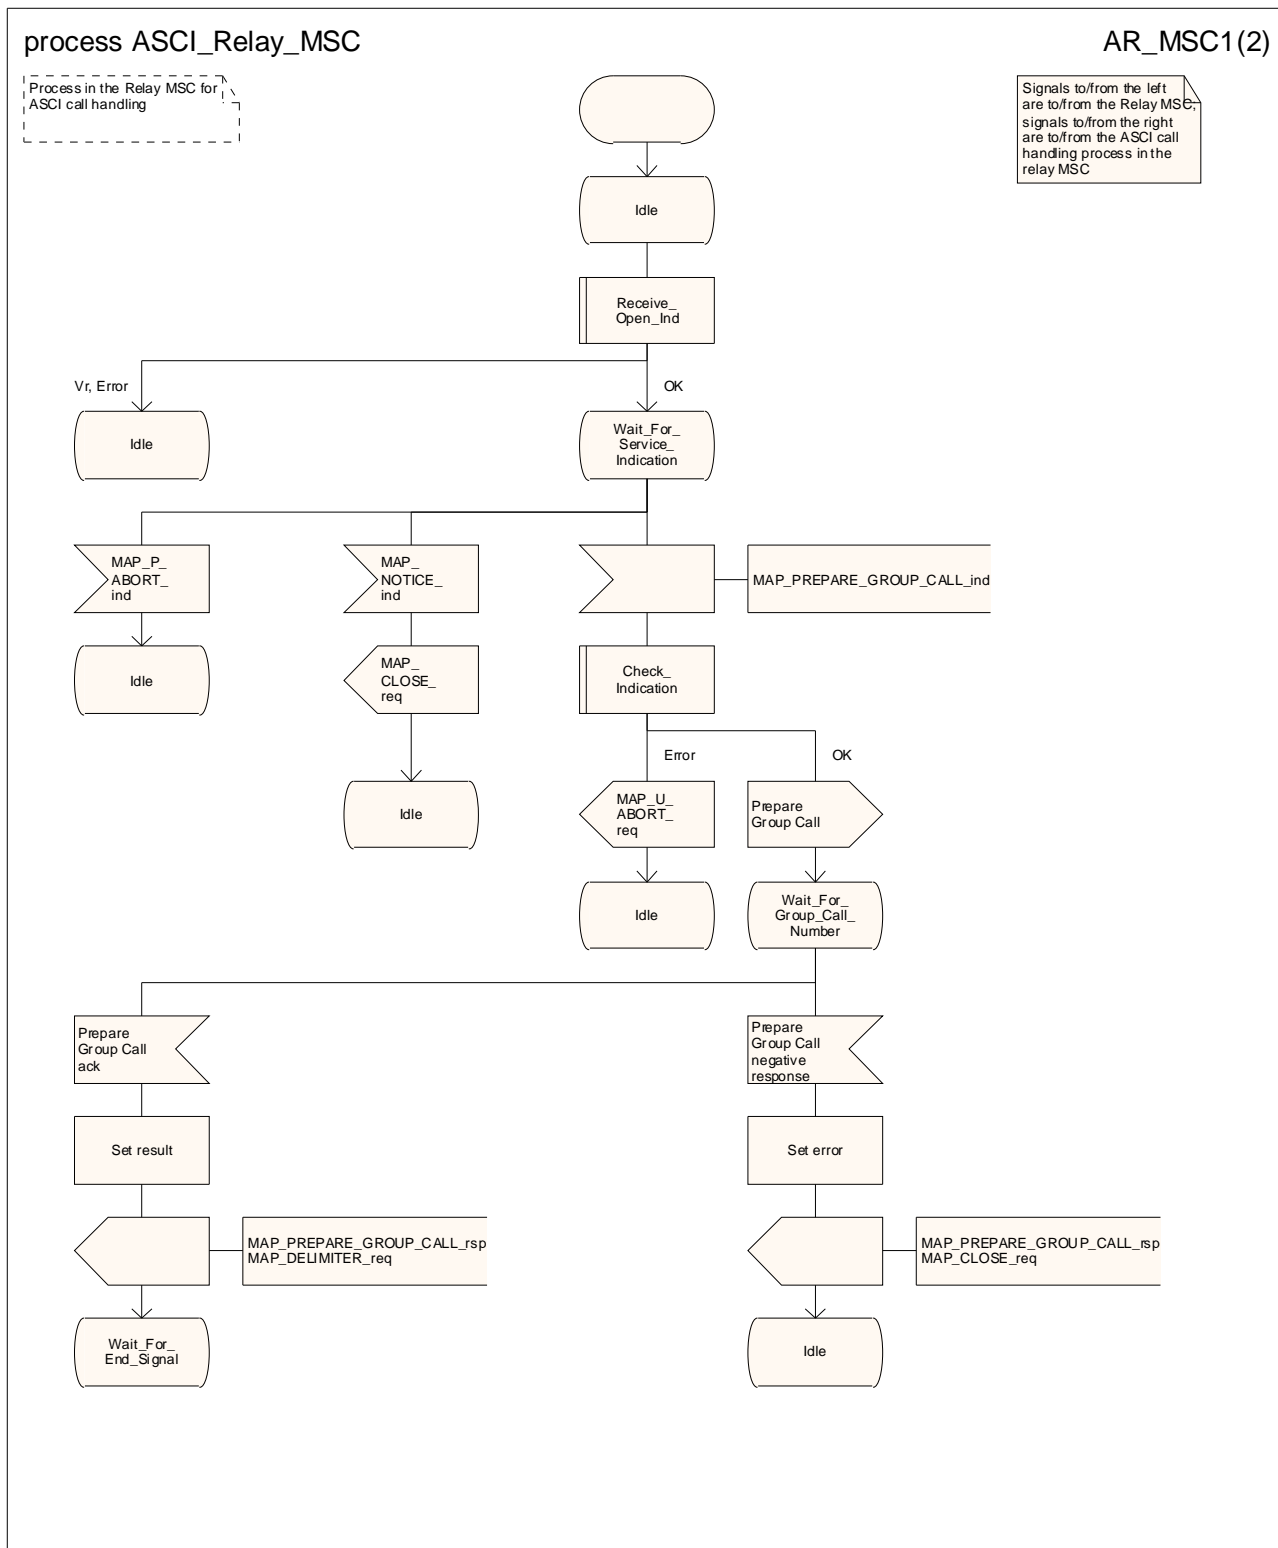 process ASCI_Relay_MSC
AR_MSC1(2)
Process in the Relay MSC for
ASCI call handling
Signals to/from the left
are to/from the Relay MSC;
signals to/from the right
are to/from the ASCI call
handling process in the
relay MSC
Idle
Receive_
Open_Ind
Vr, Error
OK
Idle
Wait_For_
Service_
Indication
MAP_P_
ABORT_
ind
MAP_
NOTICE_
ind
MAP_PREPARE_GROUP_CALL_ind
Idle
MAP_
CLOSE_
req
Check_
Indication
Error
OK
Idle
MAP_U_
ABORT_
req
Prepare
Group Call
Idle
Wait_For_
Group_Call_
Number
Prepare
Group Call
ack
Prepare
Group Call
negative
response
Set result
Set error
MAP_PREPARE_GROUP_CALL_rsp
MAP_DELIMITER_req
MAP_PREPARE_GROUP_CALL_rsp
MAP_CLOSE_req
Wait_For_
End_Signal
Idle